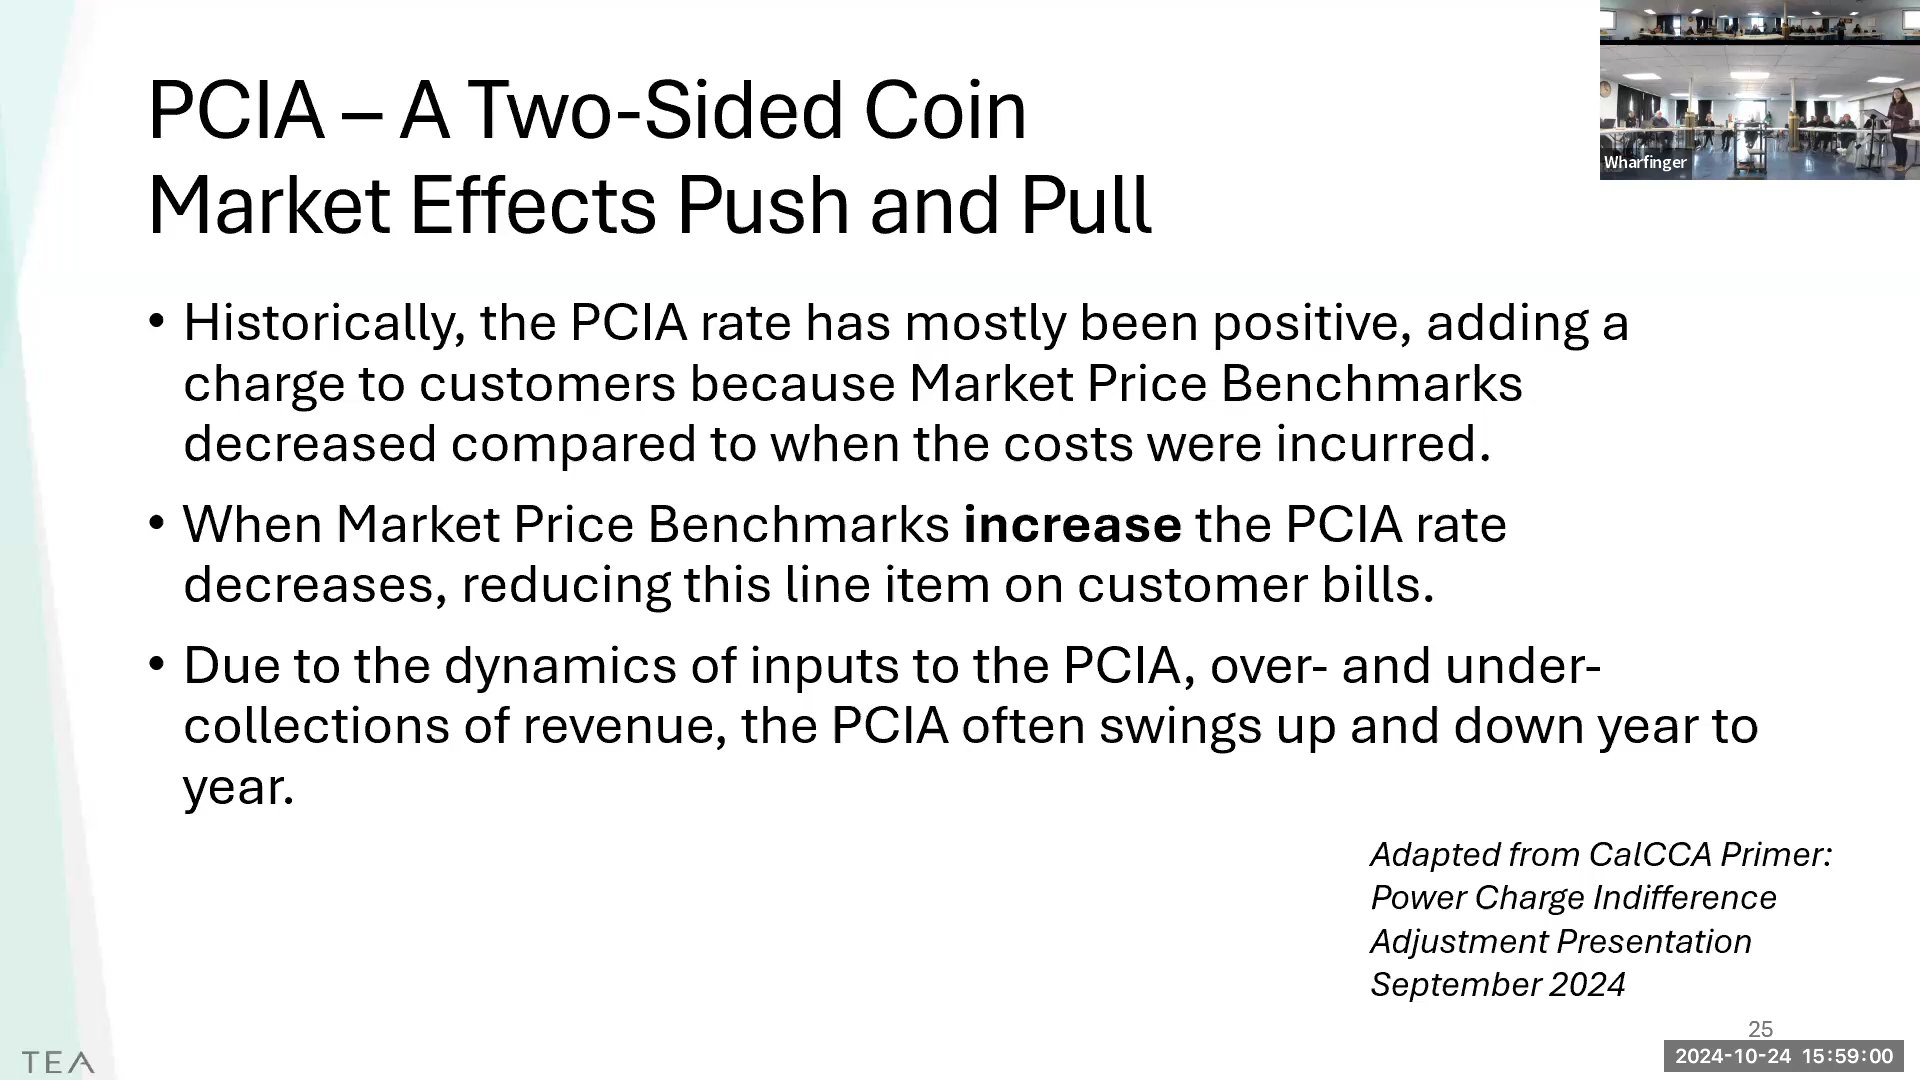 PCIA – A Two-Sided Coin
Market Effects Push and Pull
Wharfinger
• Historically, the PCIA rate has mostly been positive, adding a
charge to customers because Market Price Benchmarks
decreased compared to when the costs were incurred.
• When Market Price Benchmarks increase the PCIA rate
decreases, reducing this line item on customer bills.
• Due to the dynamics of inputs to the PCIA, over- and under-
collections of revenue, the PCIA often swings up and down year to
year.
Adapted from CalCCA Primer:
Power Charge Indifference
Adjustment Presentation
September 2024
25
TEA
2024-10-24 15:59:00